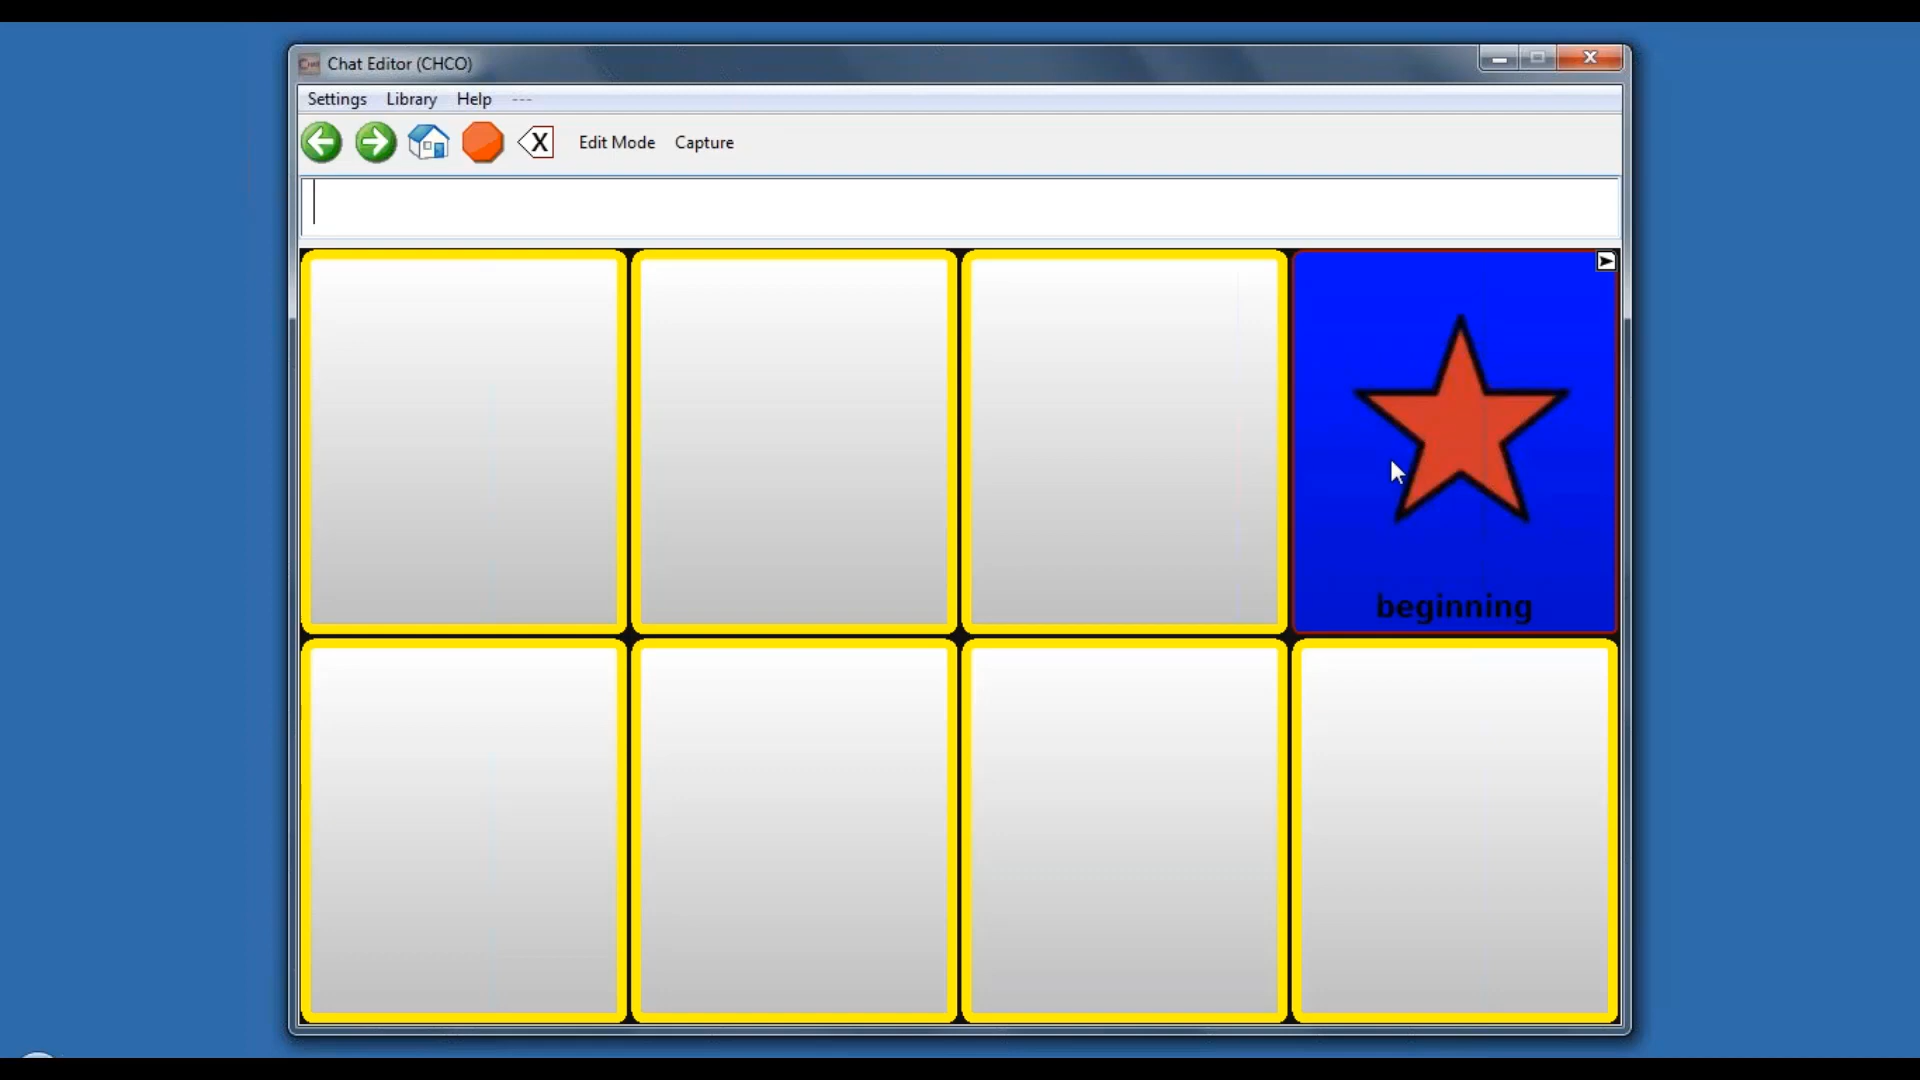 Chat Editor (CHCO)
Settings Library Help ---
X Edit Mode Capture
beginning